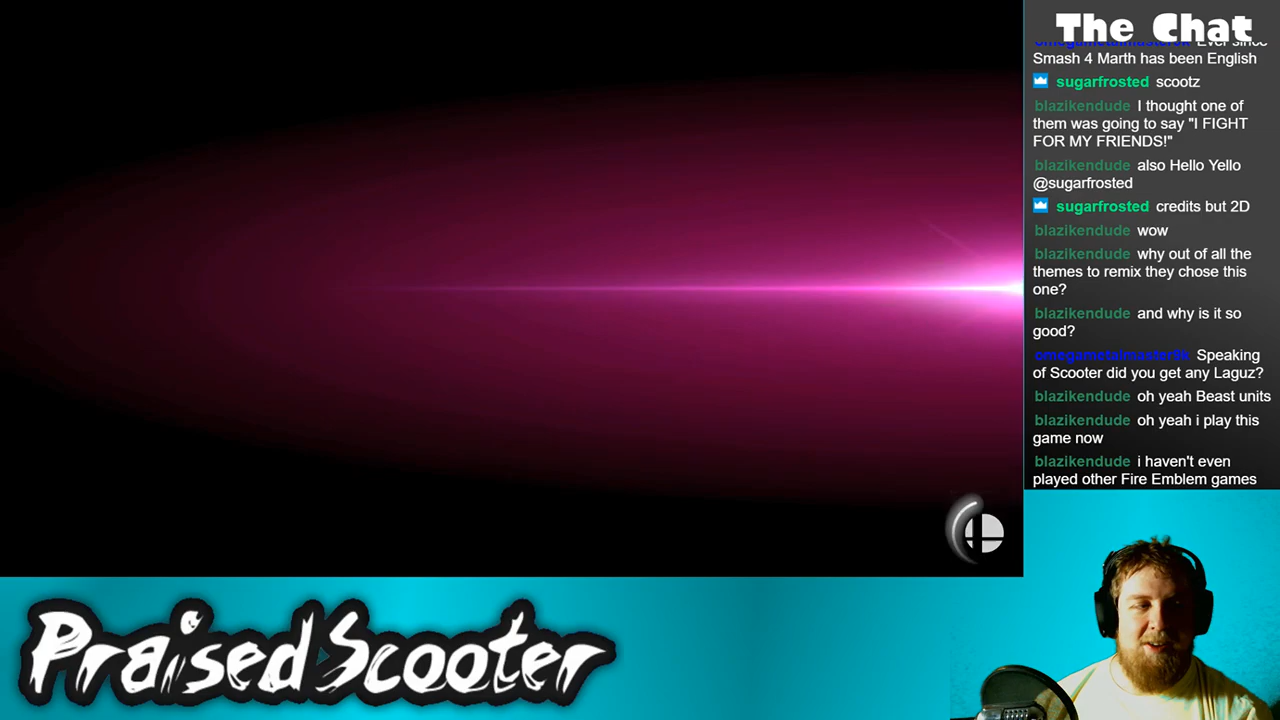 The Chat
omegametalmaster9k Ever since
Smash 4 Marth has been English
sugarfrosted scootz
blazikendude I thought one of
them was going to say "I FIGHT
FOR MY FRIENDS!"
blazikendude also Hello Yello
@sugarfrosted
sugarfrosted credits but 2D
blazikendude wow
blazikendude why out of all the
themes to remix they chose this
one?
blazikendude and why is it so
good?
omegametalmaster9k Speaking
of Scooter did you get any Laguz?
blazikendude oh yeah Beast units
blazikendude oh yeah i play this
game now
blazikendude i haven't even
played other Fire Emblem games
PraisedScooter